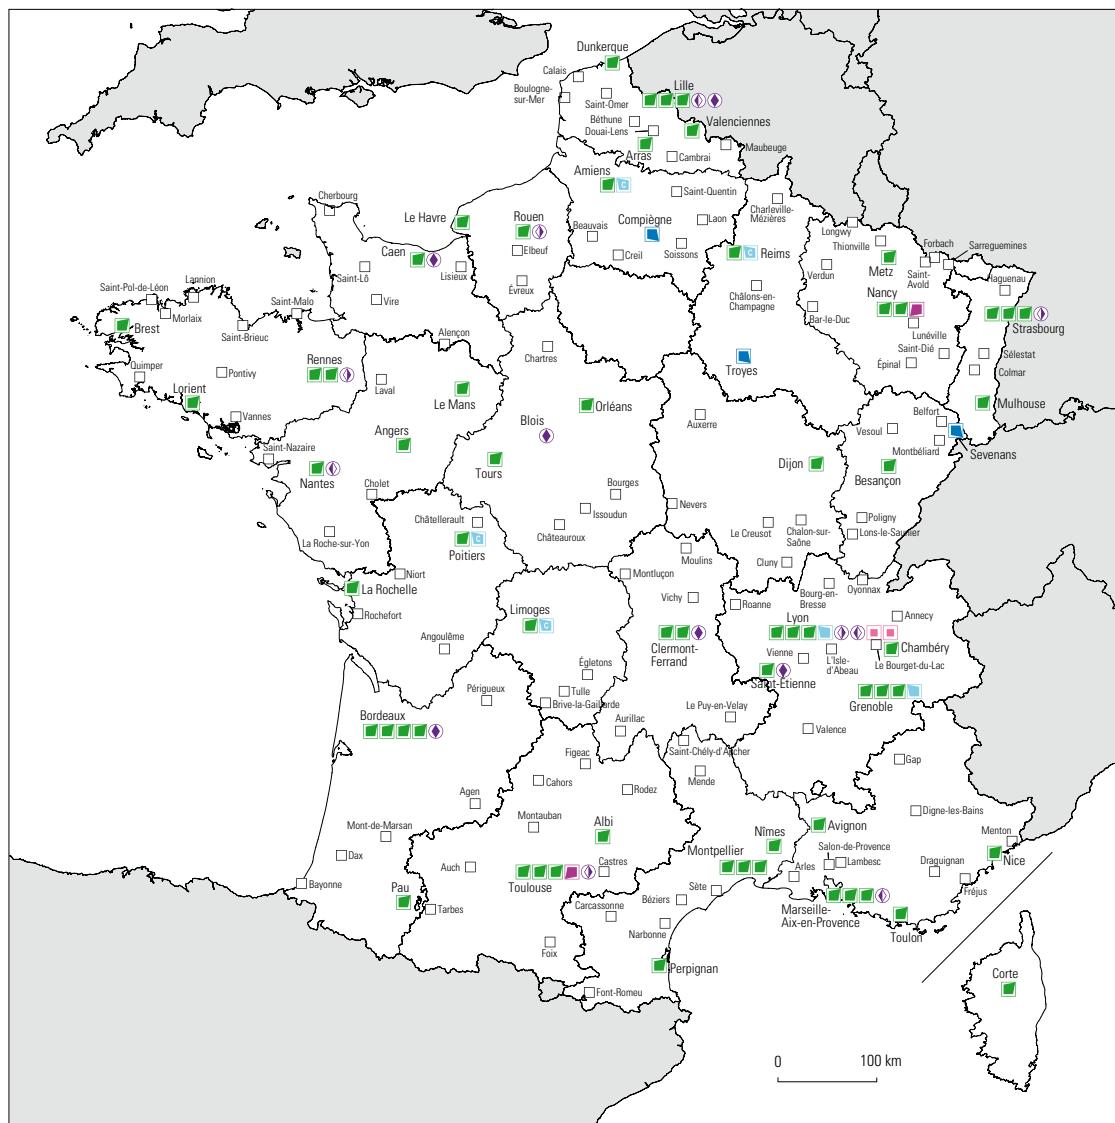 Dunkerque
Calais
Boulogne-
sur-Mer
Saint-Omer
Lille
Béthune
Douai-Lens
Valenciennes
Arras
Cambrai
Maubeuge
Amiens
C
Saint-Quentin
Cherbourg
Le Havre
Rouen
Beauvais
Compiègne
Laon
Charleville-
Mézières
Longwy
Thionville
Forbach
Sarreguemines
Caen
Elbeuf
Creil
Soissons
C
Reims
Metz
Saint-
Avold
Haguenau
Saint-Lô
Lisieux
Évreux
Verdun
Châlons-en-
Champagne
Nancy
Saint-Pol-de-Léon
Lannion
Saint-Malo
Vire
Bar-le-Duc
Lunéville
Strasbourg
Brest
Morlaix
Saint-Brieuc
Alençon
Chartres
Troyes
Saint-Dié
Épinal
Sélestat
Colmar
Quimper
Pontivy
Rennes
Laval
Le Mans
Lorient
Vannes
Orléans
Blois
Auxerre
Mulhouse
Belfort
Vesoul
Montbéliard
Sevenans
Saint-Nazaire
Angers
Nantes
Tours
Dijon
Besançon
Cholet
Bourges
Issoudun
Nevers
Châtellerault
Châteauroux
Le Creusot
Chalon-sur-
Saône
Poligny
Lons-le-Saunier
La Roche-sur-Yon
C
Poitiers
Moulins
Cluny
Niort
La Rochelle
Montluçon
Bourg-en-
Bresse
Oyonnax
Rochefort
Limoges
C
Vichy
Roanne
Annecy
Lyon
Angoulême
Clermont-
Ferrand
Vienne
L'Isle-
d'Abeau
Chambéry
Le Bourget-du-Lac
Égletons
Saint-Étienne
Périgueux
Tulle
Brive-la-Gaillarde
Grenoble
Bordeaux
Aurillac
Le Puy-en-Velay
Valence
Figeac
Saint-Chély-d'Apcher
Gap
Cahors
Rodez
Mende
Agen
Montauban
Albi
Digne-les-Bains
Mont-de-Marsan
Nîmes
Avignon
Menton
Dax
Auch
Montpellier
Salon-de-Provence
Lambesc
Nice
Toulouse
Castres
Arles
Draguignan
Bayonne
Pau
Tarbes
Carcassonne
Béziers
Sète
Marseille-
Aix-en-Provence
Fréjus
Narbonne
Toulon
Foix
Perpignan
Corte
Font-Romeu
0
100 km